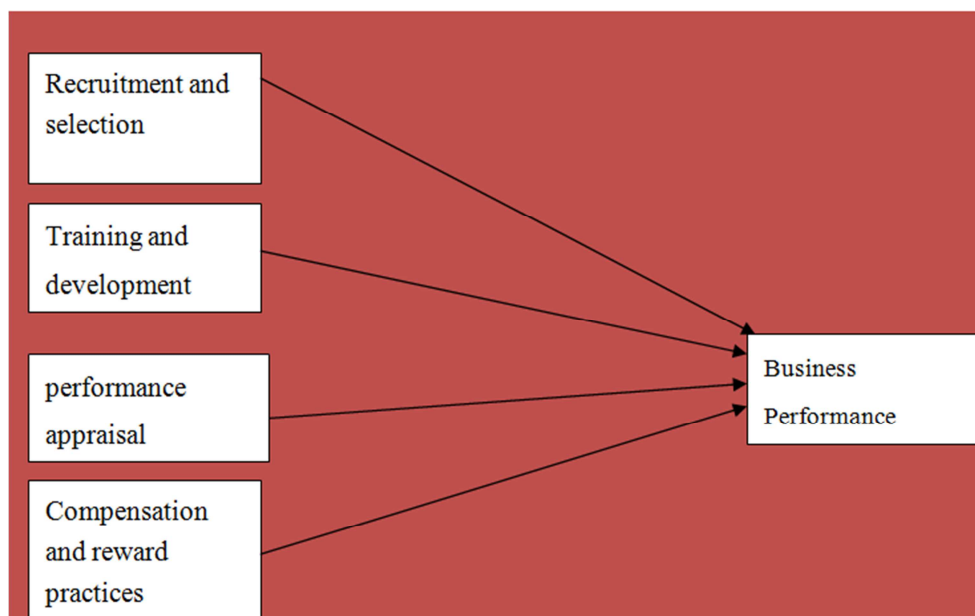 Recruitment and
selection
Training and
development
performance
appraisal
Compensation
and reward
practices
Business
Performance